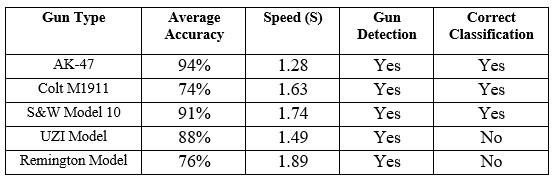 Gun Type Average Accuracy Speed (S) Gun Detection Correct Classification
AK-47 94% 1.28 Yes Yes
Colt M1911 74% 1.63 Yes Yes
S&W Model 10 91% 1.74 Yes Yes
UZI Model 88% 1.49 Yes No
Remington Model 76% 1.89 Yes No